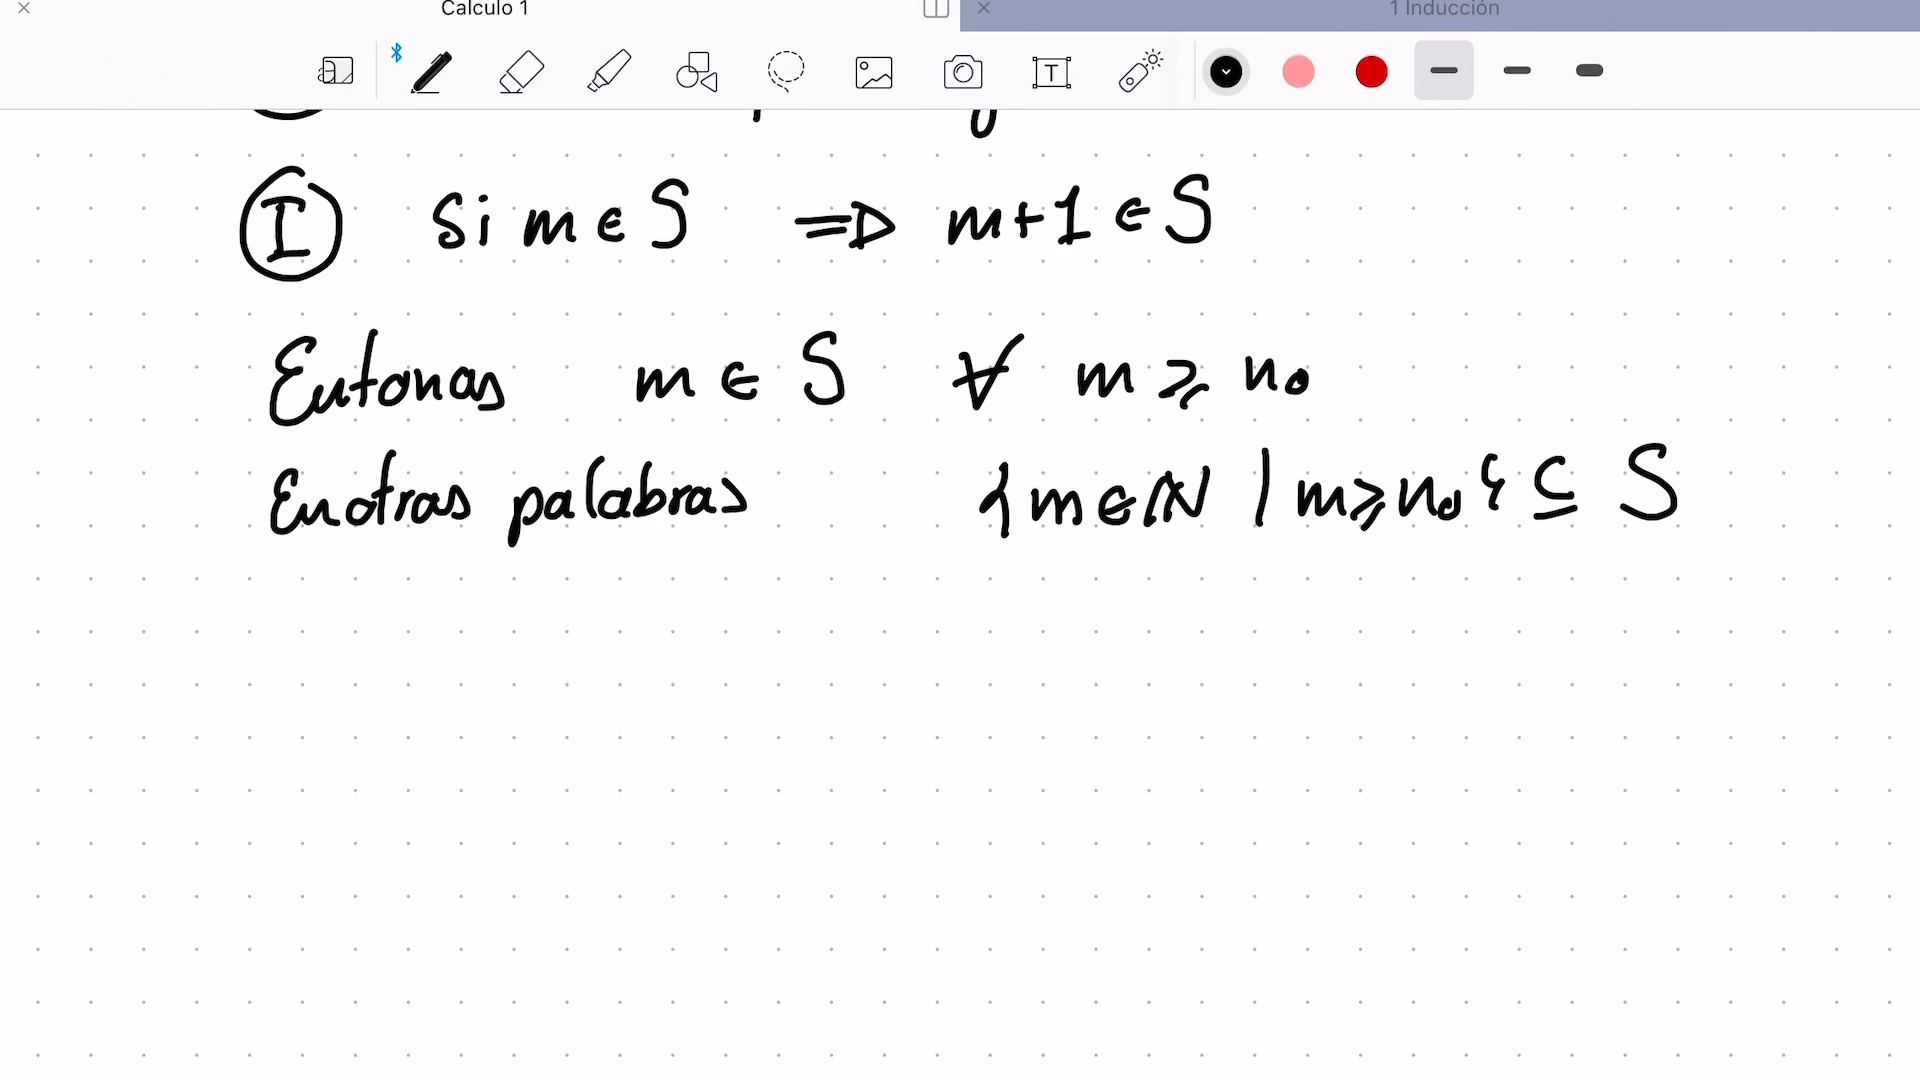 Calculo 1
1 Inducción
I si m ∈ S ⇒ m+1 ∈ S
Entonces m ∈ S ∀ m ⩾ n₀
En otras palabras {m ∈ ℕ | m ⩾ n₀} ⊆ S